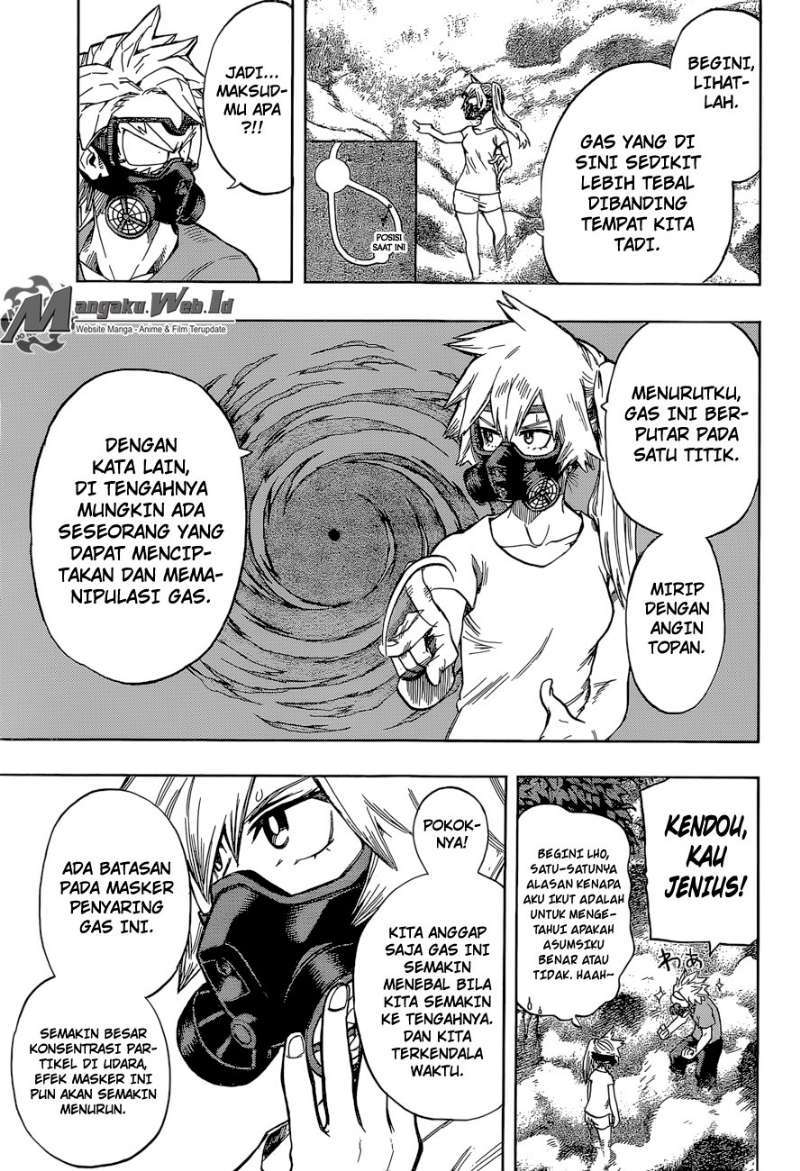 BEGINI,
LIHAT-
LAH.
GAS YANG DI
SINI SEDIKIT
LEBIH TEBAL
DIBANDING
TEMPAT KITA
TADI.
POSISI
SAAT INI
JADI...
MAKSUD-
MU APA
?!!
Mangaku.Web.Id
Website Manga - Anime & Film Terupdate
MENURUTKU,
GAS INI BER-
PUTAR PADA
SATU TITIK.
MIRIP
DENGAN
ANGIN
TOPAN.
DENGAN
KATA LAIN,
DI TENGAHNYA
MUNGKIN ADA
SESEORANG YANG
DAPAT MENCIP-
TAKAN DAN MEMA-
NIPULASI GAS.
KENDOU,
KAU
JENIUS!
わぁ
BEGINI LHO,
SATU-SATUNYA
ALASAN KENAPA
AKU IKUT ADALAH
UNTUK MENGE-
TAHUI APAKAH
ASUMSIKU
BENAR ATAU
TIDAK. HAAH~
POKOK-
NYA!
KITA ANGGAP
SAJA GAS INI
SEMAKIN
MENEBAL BILA
KITA SEMAKIN
KE TENGAHNYA.
DAN KITA
TERKENDALA
WAKTU.
ADA BATASAN
PADA MASKER
PENYARING
GAS INI.
SEMAKIN BESAR
KONSENTRASI PAR-
TIKEL DI UDARA,
EFEK MASKER INI
PUN AKAN SEMAKIN
MENURUN.